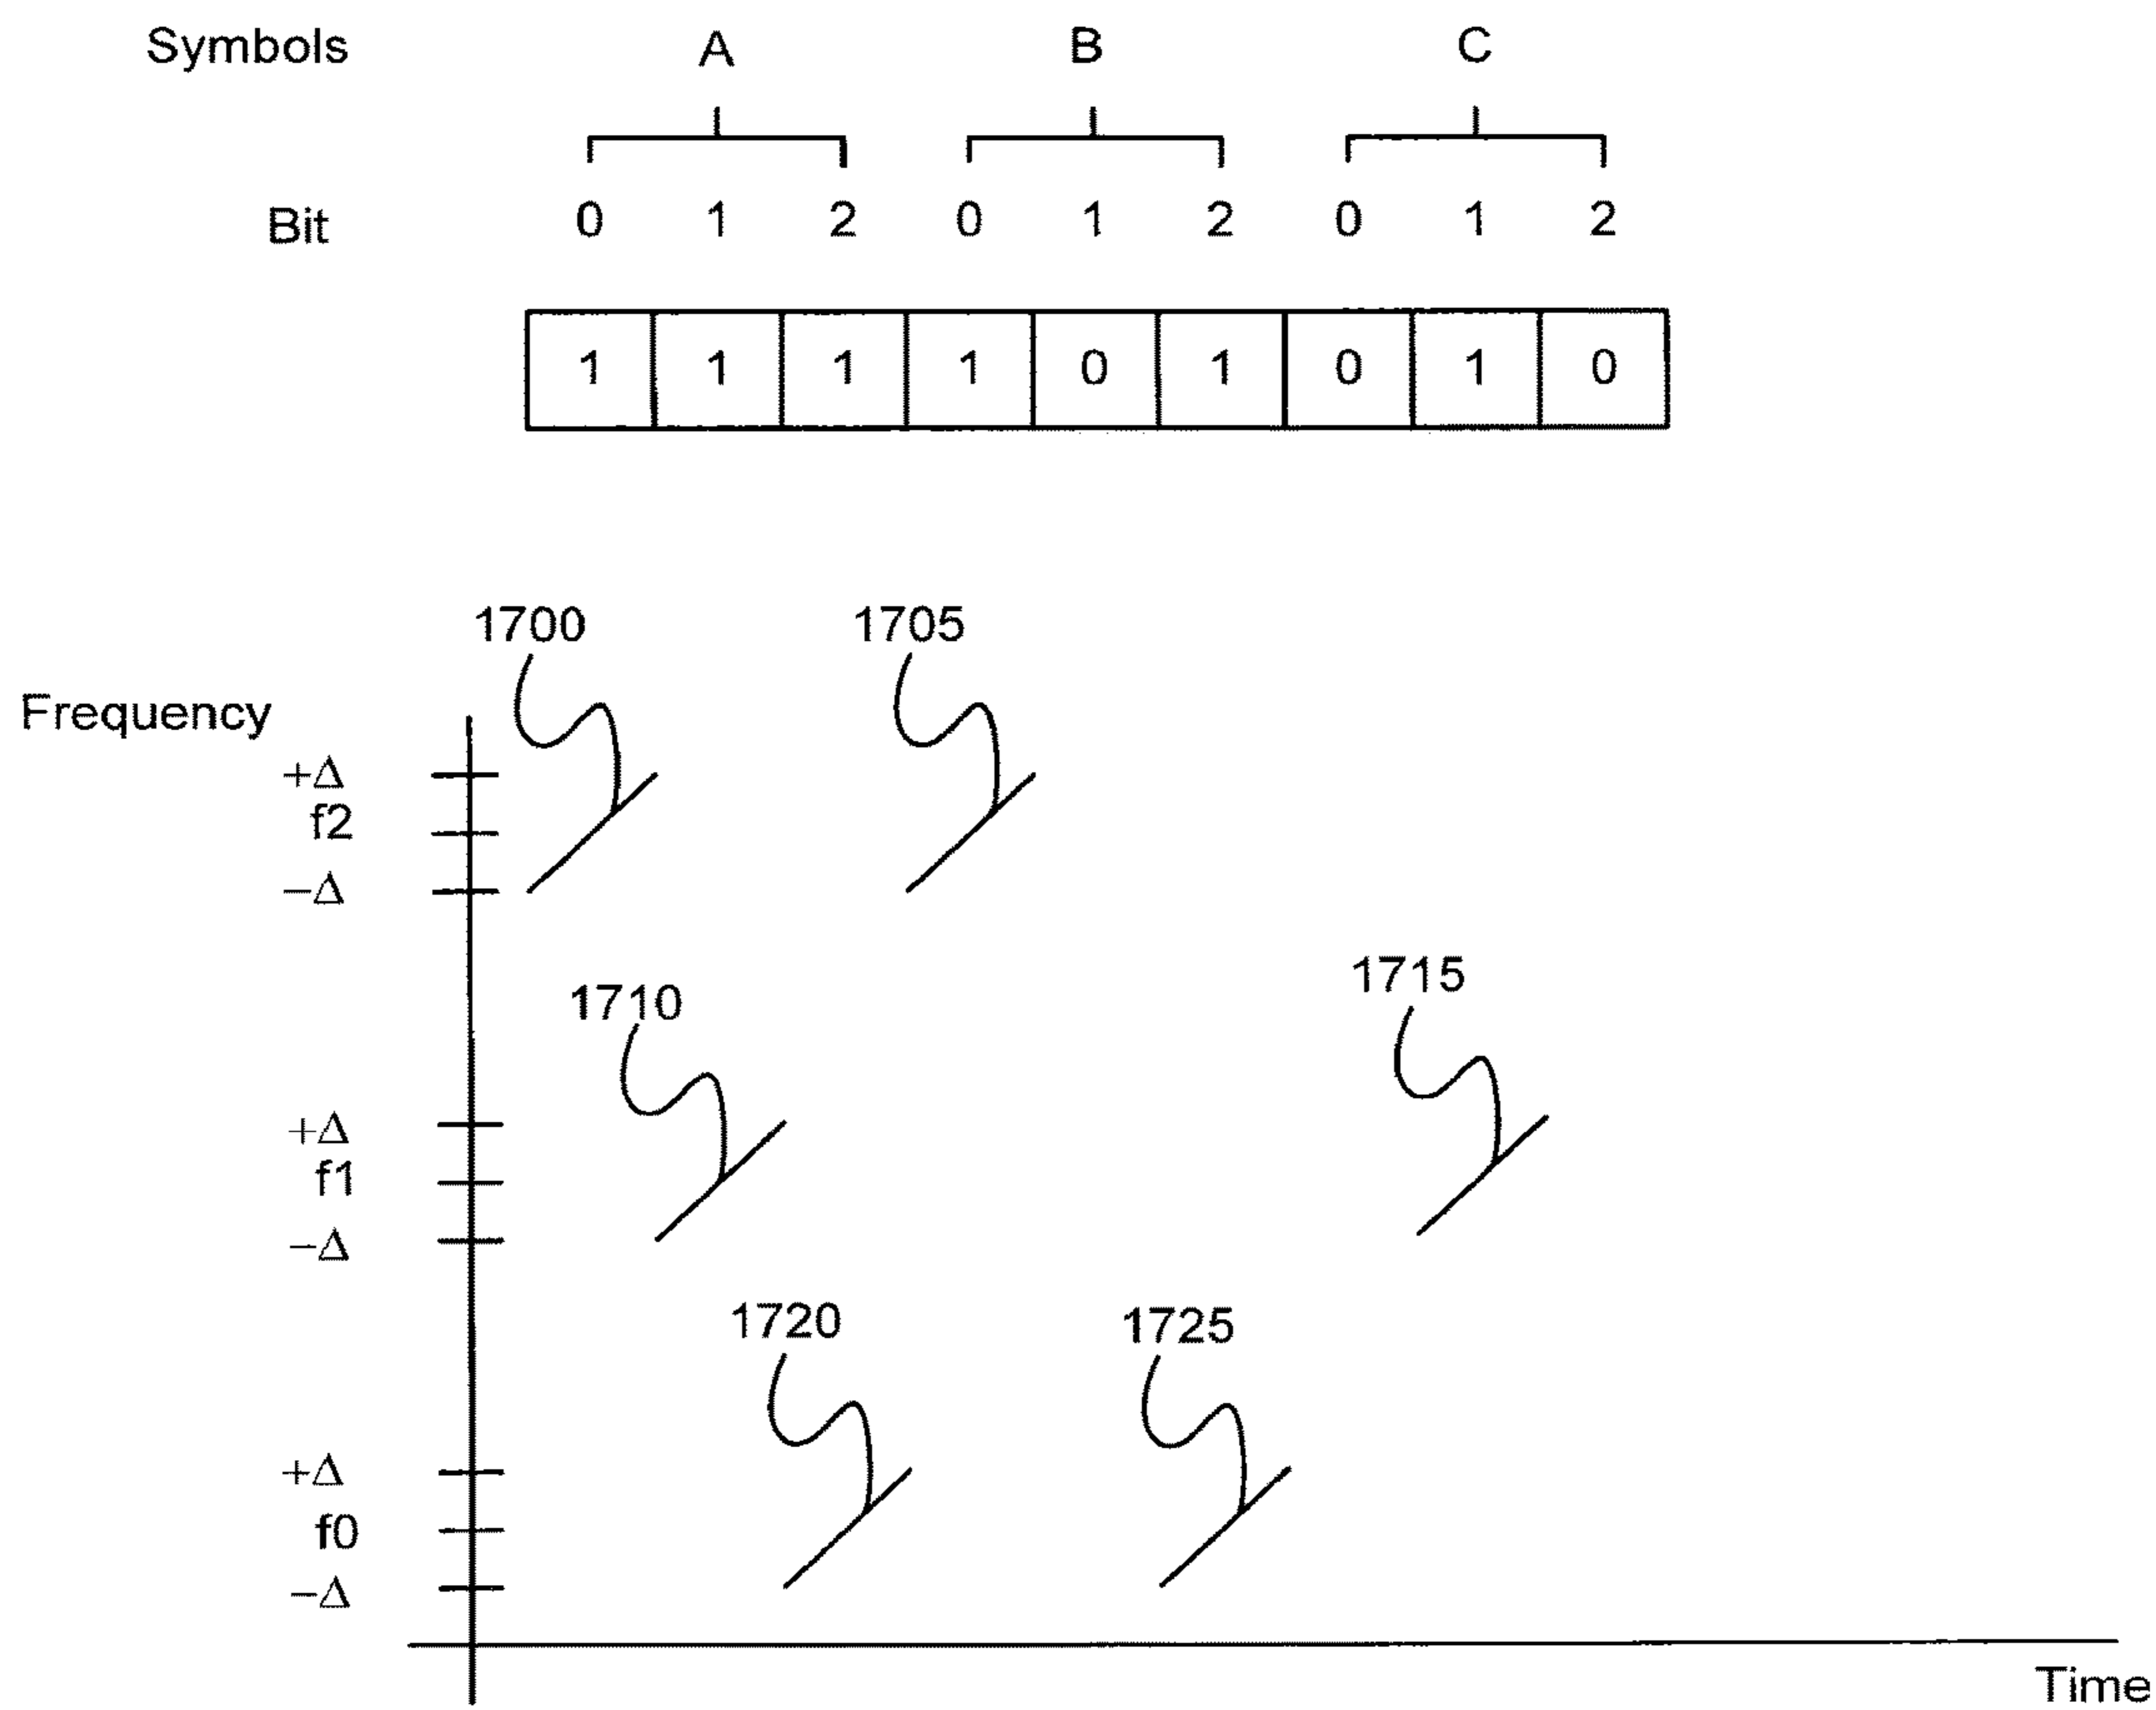 Symbols A B C
Bit 0 1 2 0 1 2 0 1 2
1 1 1 1 0 1 0 1 0
1700 1705
Frequency
+Δ
f2
−Δ
1710 1715
+Δ
f1
−Δ
1720 1725
+Δ
f0
−Δ
Time